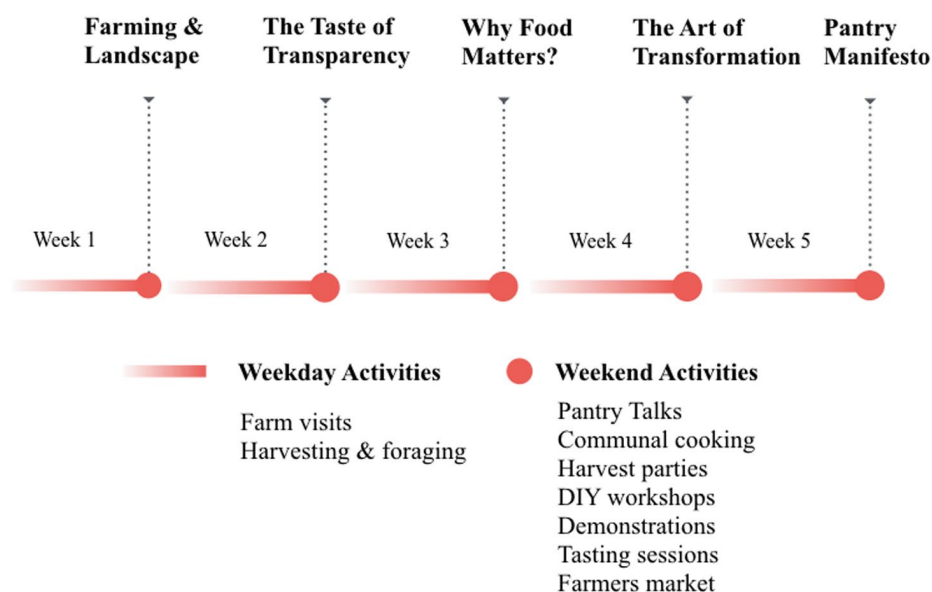 Farming &
Landscape
The Taste of
Transparency
Why Food
Matters?
The Art of
Transformation
Pantry
Manifesto
Week 1
Week 2
Week 3
Week 4
Week 5
Weekday Activities
Farm visits
Harvesting & foraging
Weekend Activities
Pantry Talks
Communal cooking
Harvest parties
DIY workshops
Demonstrations
Tasting sessions
Farmers market